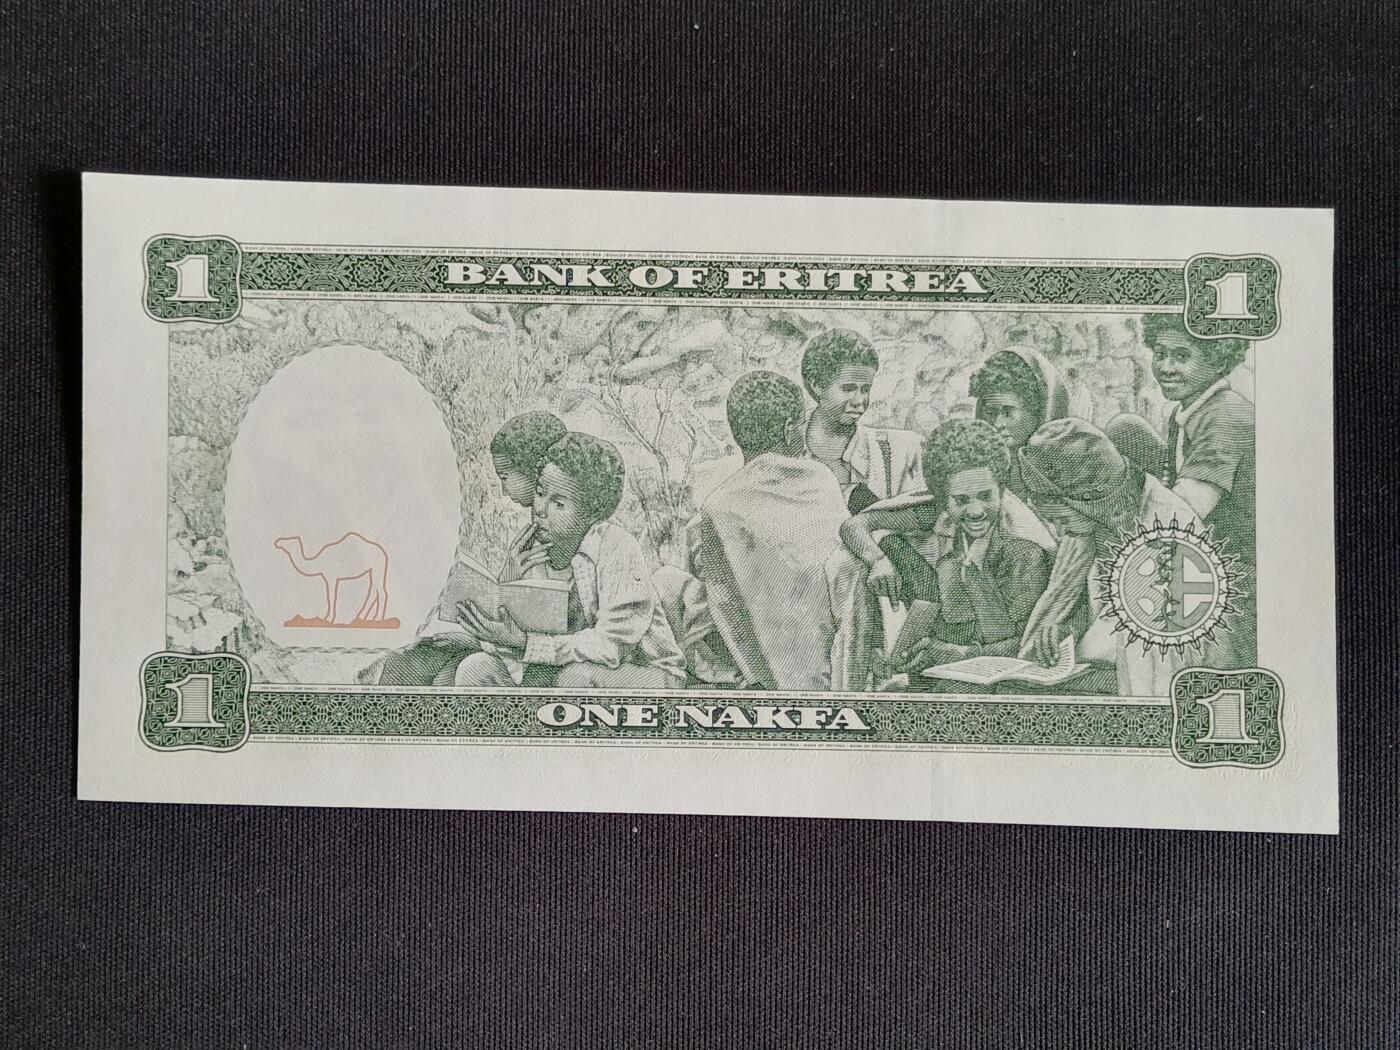 1 BANK OF ERITREA 1
1 ONE NAKFA 1